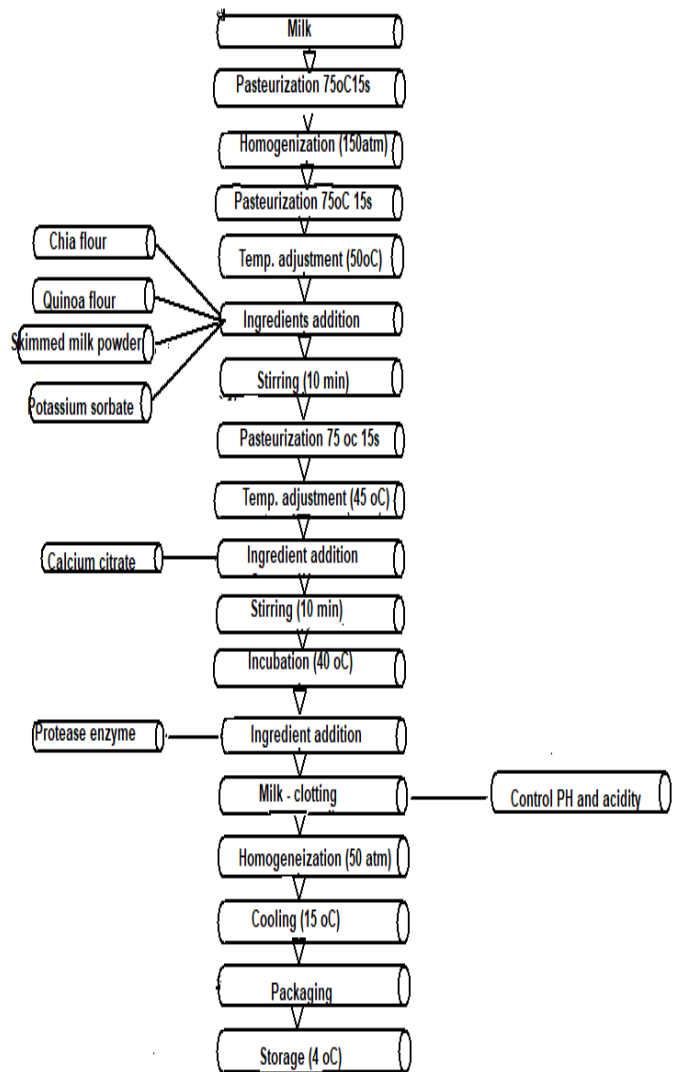 Milk
Pasteurization 75oC15s
Homogenization (150atm)
Pasteurization 75oC 15s
Temp. adjustment (50oC)
Chia flour
Quinoa flour
Skimmed milk powder
Potassium sorbate
Ingredients addition
Stirring (10 min)
Pasteurization 75 oc 15s
Temp. adjustment (45 oC)
Calcium citrate
Ingredient addition
Stirring (10 min)
Incubation (40 oC)
Protease enzyme
Ingredient addition
Milk - clotting
Control PH and acidity
Homogeneization (50 atm)
Cooling (15 oC)
Packaging
Storage (4 oC)